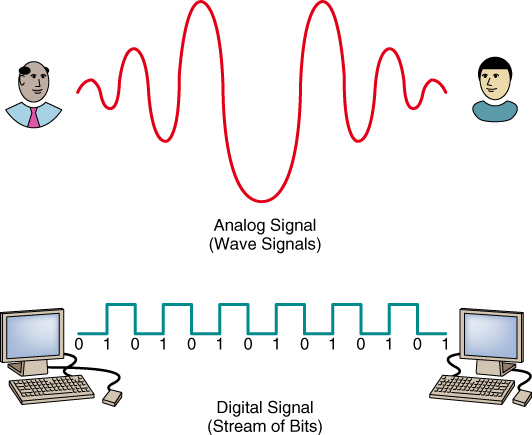 Analog Signal
(Wave Signals)
0 1 0 1 0 1 0 1 0 1 0 1 0 1
Digital Signal
(Stream of Bits)